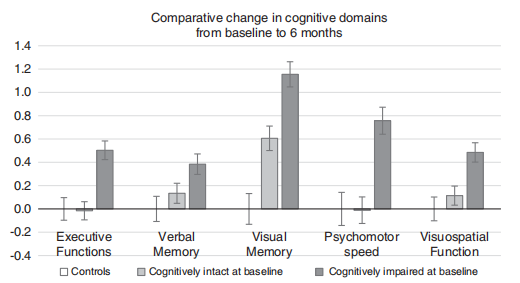 Comparative change in cognitive domains
from baseline to 6 months
1.4
1.2
1.0
0.8
0.6
0.4
0.2
0.0
-0.2
-0.4
Executive Functions
Verbal Memory
Visual Memory
Psychomotor speed
Visuospatial Function
Controls
Cognitively intact at baseline
Cognitively impaired at baseline